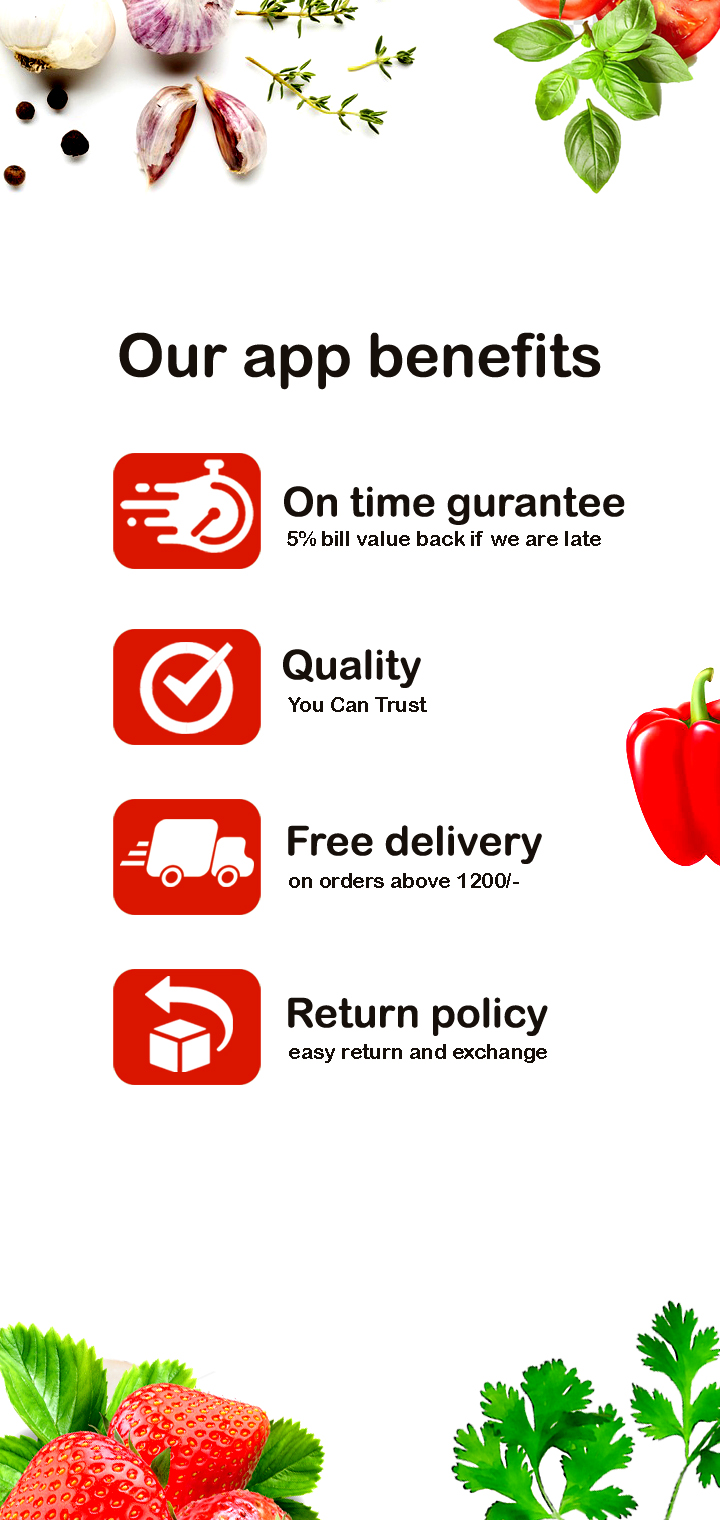 Our app benefits
On time gurantee
5% bill value back if we are late
Quality
You Can Trust
Free delivery
on orders above 1200/-
Return policy
easy return and exchange